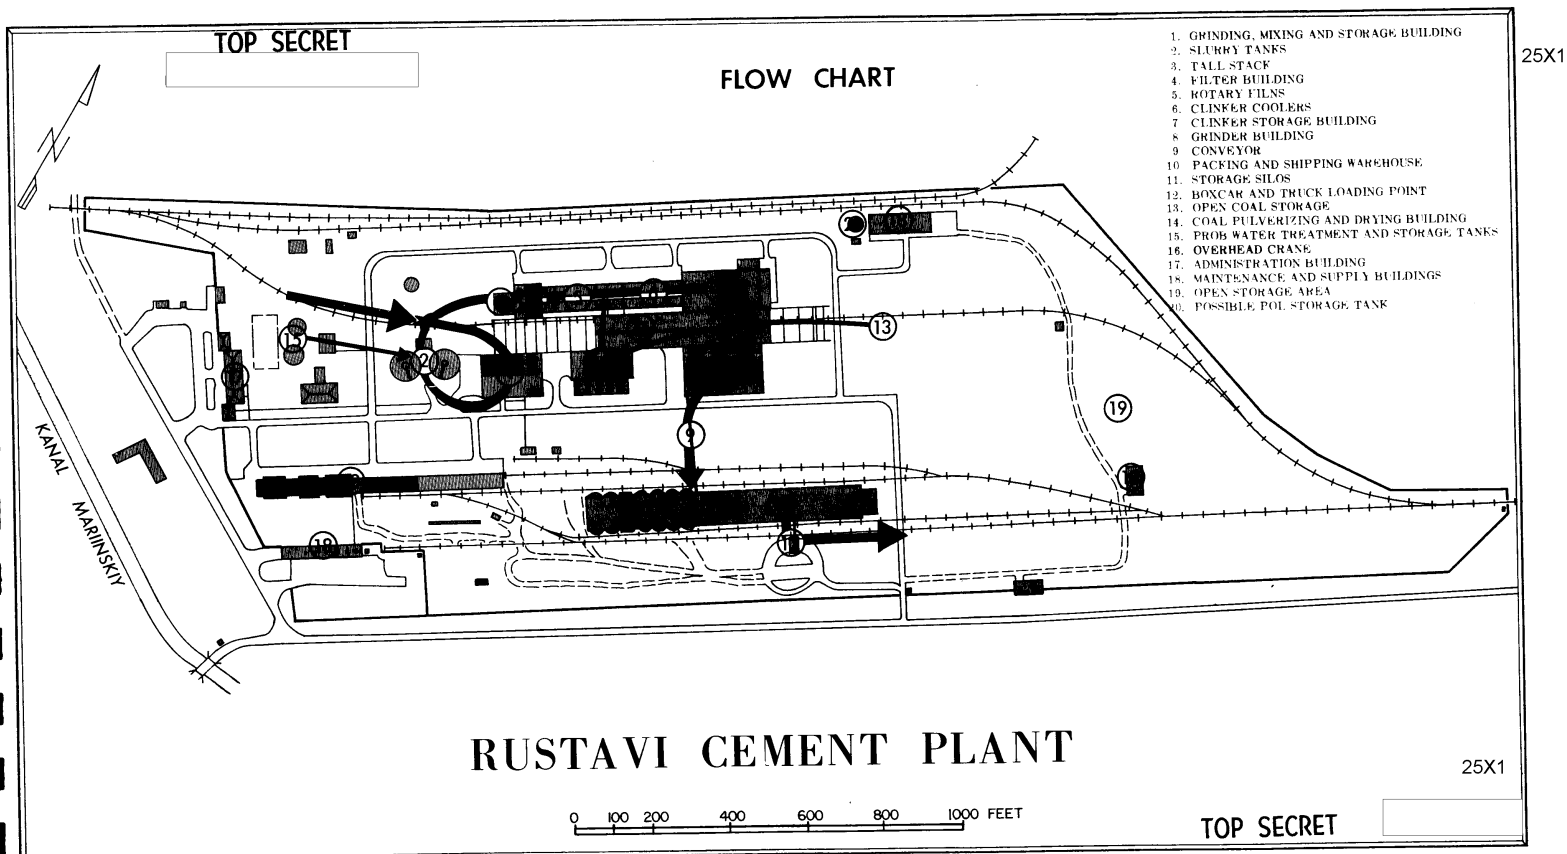 TOP SECRET
FLOW CHART
25X1
1. GRINDING, MIXING AND STORAGE BUILDING
2. SLURRY TANKS
3. TALL STACK
4. FILTER BUILDING
5. ROTARY FILNS
6. CLINKER COOLERS
7 CLINKER STORAGE BUILDING
8 GRINDER BUILDING
9 CONVEYOR
10 PACKING AND SHIPPING WAREHOUSE
11. STORAGE SILOS
12. BOXCAR AND TRUCK LOADING POINT
13. OPEN COAL STORAGE
14. COAL PULVERIZING AND DRYING BUILDING
15. PROB WATER TREATMENT AND STORAGE TANKS
16. OVERHEAD CRANE
17. ADMINISTRATION BUILDING
18. MAINTENANCE AND SUPPLY BUILDINGS
19. OPEN STORAGE AREA
20. POSSIBLE POL STORAGE TANK
N
13
15
2
19
9
18
KANAL MARIINSKIY
RUSTAVI CEMENT PLANT
25X1
0 100 200 400 600 800 1000 FEET
TOP SECRET